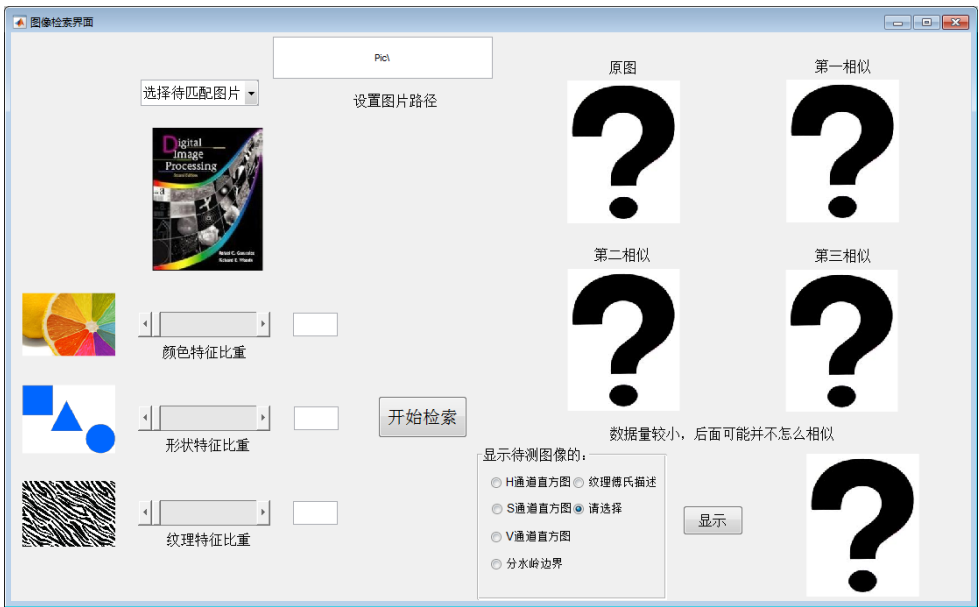 图像检索界面
Pic\
设置图片路径
选择待匹配图片
Digital
Image
Processing
Second Edition
Rafael C. Gonzalez
Richard E. Woods
原图
第一相似
第二相似
第三相似
颜色特征比重
形状特征比重
纹理特征比重
开始检索
数据量较小，后面可能并不怎么相似
显示待测图像的：
H通道直方图 纹理傅氏描述
S通道直方图 请选择
V通道直方图
分水岭边界
显示